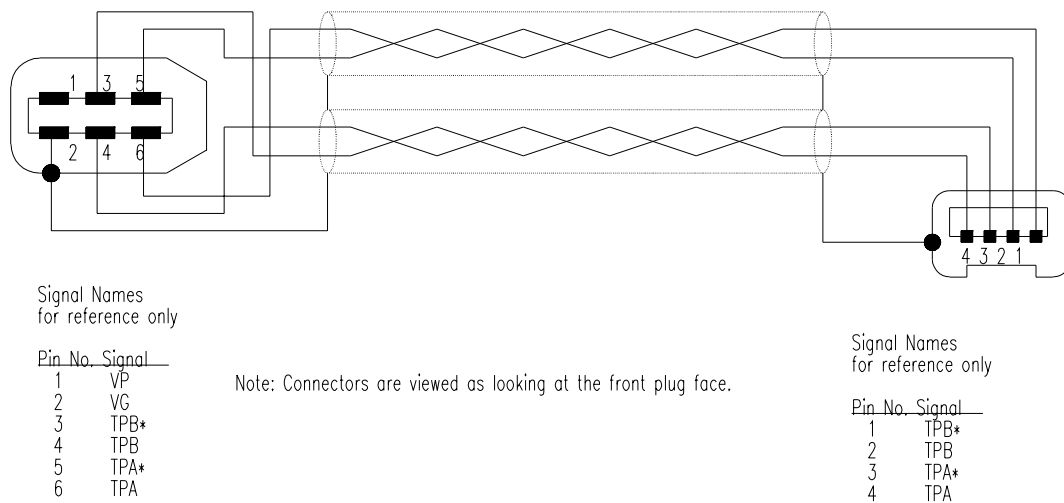 1 3 5
2 4 6
4 3 2 1
Signal Names
for reference only
Pin No. Signal
1 VP
2 VG
3 TPB*
4 TPB
5 TPA*
6 TPA
Note: Connectors are viewed as looking at the front plug face.
Signal Names
for reference only
Pin No. Signal
1 TPB*
2 TPB
3 TPA*
4 TPA